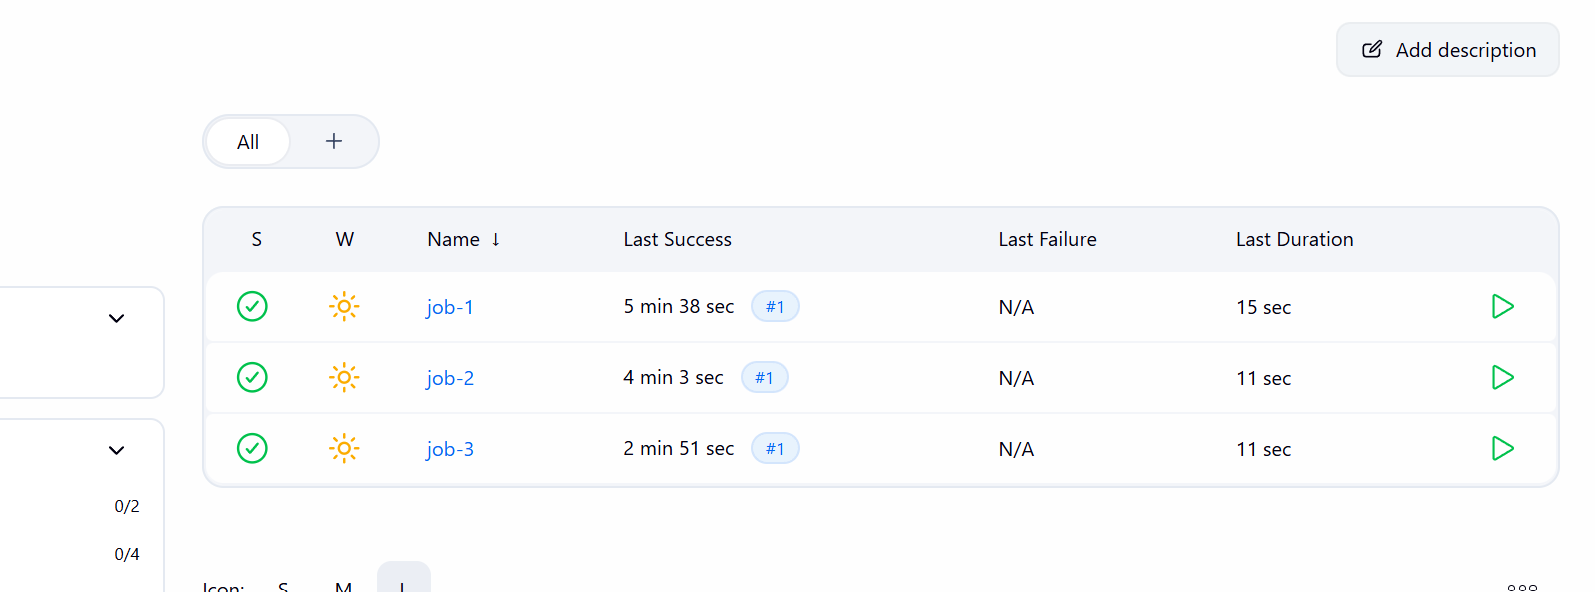 Add description
All +
S W Name ↓ Last Success Last Failure Last Duration
job-1 5 min 38 sec #1 N/A 15 sec
job-2 4 min 3 sec #1 N/A 11 sec
job-3 2 min 51 sec #1 N/A 11 sec
0/2
0/4
Icon: S M L